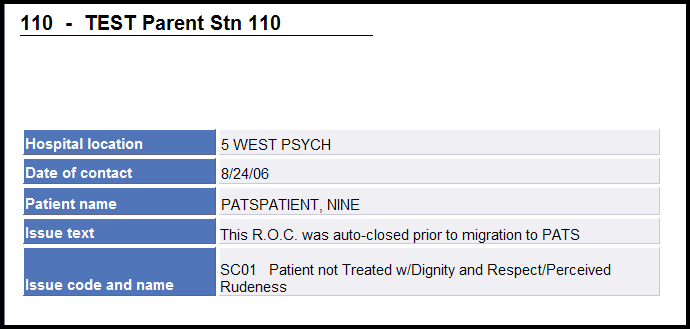 110 - TEST Parent Stn 110
Hospital location 5 WEST PSYCH
Date of contact 8/24/06
Patient name PATSPATIENT, NINE
Issue text This R.O.C. was auto-closed prior to migration to PATS
Issue code and name SC01 Patient not Treated w/Dignity and Respect/Perceived
Rudeness